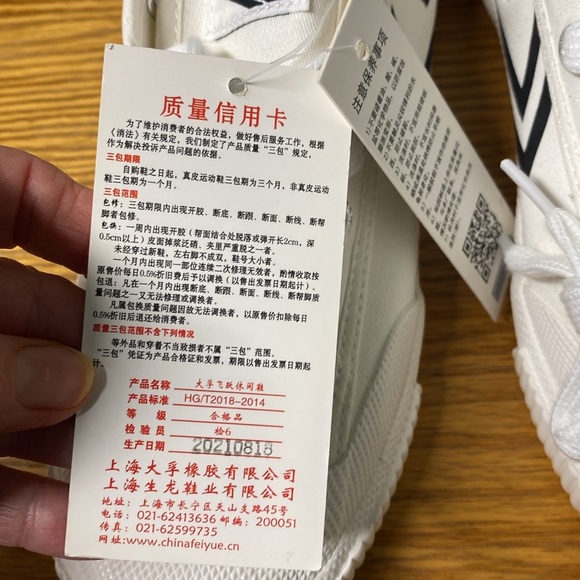 质量信用卡
为了维护消费者的合法权益，做好售后服务工作，根据
《消法》有关规定，我们制订了产品质量“三包”规定，
作为解决投诉产品问题的依据。
三包期限
自购鞋之日起，真皮运动鞋三包期为三个月，非真皮运动
鞋三包期为一个月。
三包范围
包修：三包期限内出现开胶、断底、断跟、断面、断线、断帮
脚者包修。
包换：一周内出现开胶（帮面结合处脱落或弹开长2cm，深
0.5cm以上）皮面掉浆泛硝、夹里严重脱之一者。
未经穿过新鞋，左右脚不成双，鞋号大小者。
一个月内出现同一部位连续二次修理无效者，酌情收取按
原售价每日0.5%折旧费后予以调换（以售出发票日期起计）。
包退：凡在一个月内出现断底、断跟、断面、断线、断帮脚质
量问题之一又无法修理或调换者。
凡属包换质量问题因故无法调换者，以原售价扣除每日
0.5%折旧后退还给消费者。
质量三包范围不含下列情况
等外品和穿着不当致损者不属“三包”范围。
“三包”凭证为产品合格证和发票，期限以售出发票日期起
计。
产品名称 大孚飞跃休闲鞋
产品标准 HG/T2018-2014
等级 合格品
检验员 检6
生产日期 20210818
上海大孚橡胶有限公司
上海生龙鞋业有限公司
地址：上海市长宁区天山支路45号
电话：021-62413636 邮编：200051
传真：021-62599735
网址:www.chinafeiyue.cn
注意保养事项